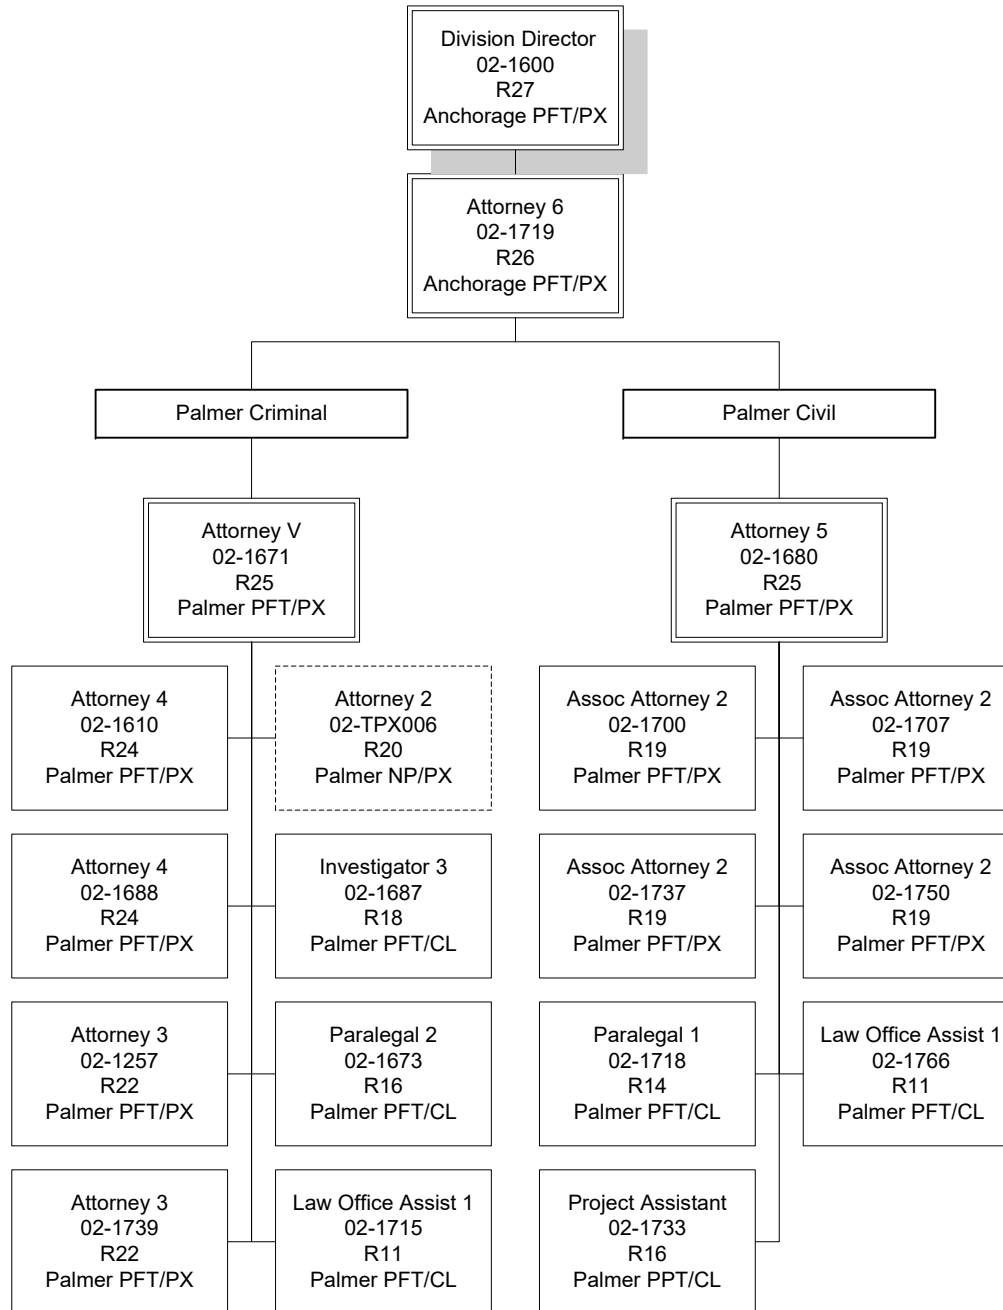 Division Director
02-1600
R27
Anchorage PFT/PX
Attorney 6
02-1719
R26
Anchorage PFT/PX
Palmer Criminal
Palmer Civil
Attorney V
02-1671
R25
Palmer PFT/PX
Attorney 5
02-1680
R25
Palmer PFT/PX
Attorney 4
02-1610
R24
Palmer PFT/PX
Attorney 2
02-TPX006
R20
Palmer NP/PX
Assoc Attorney 2
02-1700
R19
Palmer PFT/PX
Assoc Attorney 2
02-1707
R19
Palmer PFT/PX
Attorney 4
02-1688
R24
Palmer PFT/PX
Investigator 3
02-1687
R18
Palmer PFT/CL
Assoc Attorney 2
02-1737
R19
Palmer PFT/PX
Assoc Attorney 2
02-1750
R19
Palmer PFT/PX
Attorney 3
02-1257
R22
Palmer PFT/PX
Paralegal 2
02-1673
R16
Palmer PFT/CL
Paralegal 1
02-1718
R14
Palmer PFT/CL
Law Office Assist 1
02-1766
R11
Palmer PFT/CL
Attorney 3
02-1739
R22
Palmer PFT/PX
Law Office Assist 1
02-1715
R11
Palmer PFT/CL
Project Assistant
02-1733
R16
Palmer PPT/CL